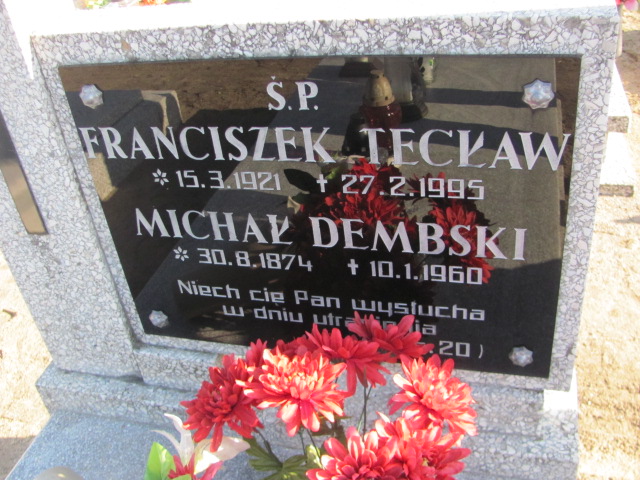 Ś.P.
FRANCISZEK TECŁAW
* 15.3.1921 ✝ 27.2.1995
MICHAŁ DEMBSKI
* 30.8.1874 ✝ 10.1.1960
Niech cię Pan wysłucha
w dniu
20)